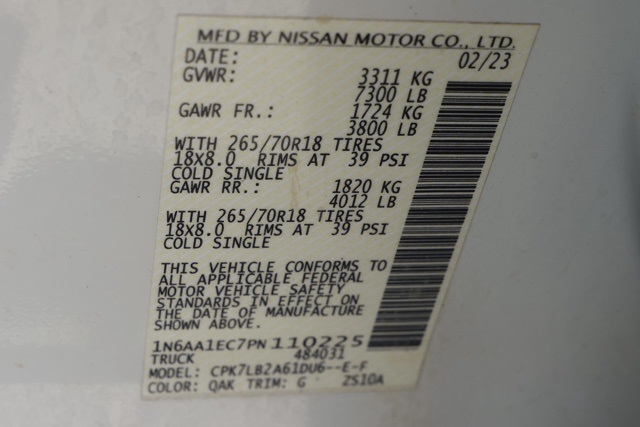 MFD BY NISSAN MOTOR CO., LTD.
DATE: 02/23
GVWR: 3311 KG
7300 LB
GAWR FR.: 1724 KG
3800 LB
WITH 265/70R18 TIRES
18X8.0 RIMS AT 39 PSI
COLD SINGLE
GAWR RR.: 1820 KG
4012 LB
WITH 265/70R18 TIRES
18X8.0 RIMS AT 39 PSI
COLD SINGLE
THIS VEHICLE CONFORMS TO
ALL APPLICABLE FEDERAL
MOTOR VEHICLE SAFETY
STANDARDS IN EFFECT ON
THE DATE OF MANUFACTURE
SHOWN ABOVE.
1N6AA1EC7PN110225
TRUCK 484031
MODEL: CPK7LB2A61DU6--E-F
COLOR: QAK TRIM: G 2S10A